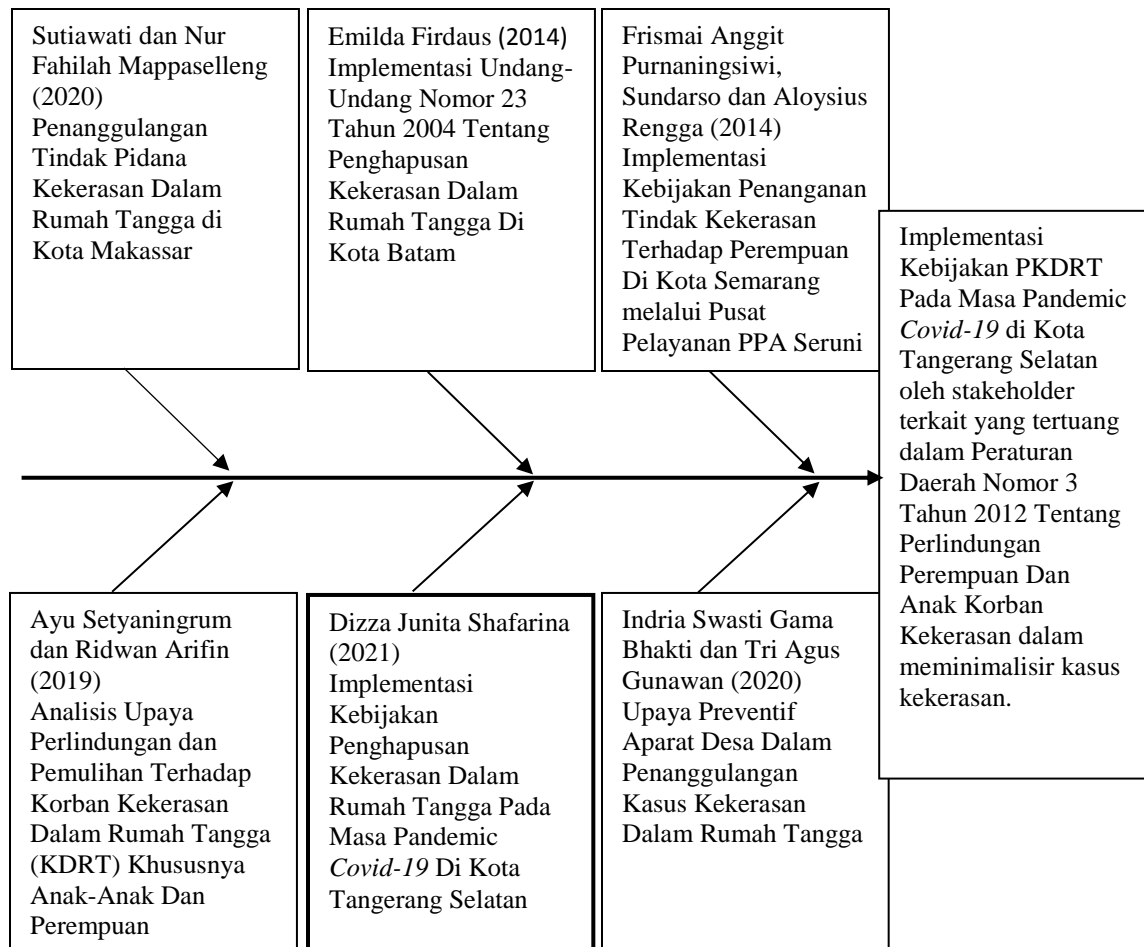 Sutiawati dan Nur
Fahilah Mappaselleng
(2020)
Penanggulangan
Tindak Pidana
Kekerasan Dalam
Rumah Tangga di
Kota Makassar
Emilda Firdaus (2014)
Implementasi Undang-
Undang Nomor 23
Tahun 2004 Tentang
Penghapusan
Kekerasan Dalam
Rumah Tangga Di
Kota Batam
Frismai Anggit
Purnaningsiwi,
Sundarso dan Aloysius
Rengga (2014)
Implementasi
Kebijakan Penanganan
Tindak Kekerasan
Terhadap Perempuan
Di Kota Semarang
melalui Pusat
Pelayanan PPA Seruni
Implementasi
Kebijakan PKDRT
Pada Masa Pandemic
Covid-19 di Kota
Tangerang Selatan
oleh stakeholder
terkait yang tertuang
dalam Peraturan
Daerah Nomor 3
Tahun 2012 Tentang
Perlindungan
Perempuan Dan
Anak Korban
Kekerasan dalam
meminimalisir kasus
kekerasan.
Ayu Setyaningrum
dan Ridwan Arifin
(2019)
Analisis Upaya
Perlindungan dan
Pemulihan Terhadap
Korban Kekerasan
Dalam Rumah Tangga
(KDRT) Khususnya
Anak-Anak Dan
Perempuan
Dizza Junita Shafarina
(2021)
Implementasi
Kebijakan
Penghapusan
Kekerasan Dalam
Rumah Tangga Pada
Masa Pandemic
Covid-19 Di Kota
Tangerang Selatan
Indria Swasti Gama
Bhakti dan Tri Agus
Gunawan (2020)
Upaya Preventif
Aparat Desa Dalam
Penanggulangan
Kasus Kekerasan
Dalam Rumah Tangga